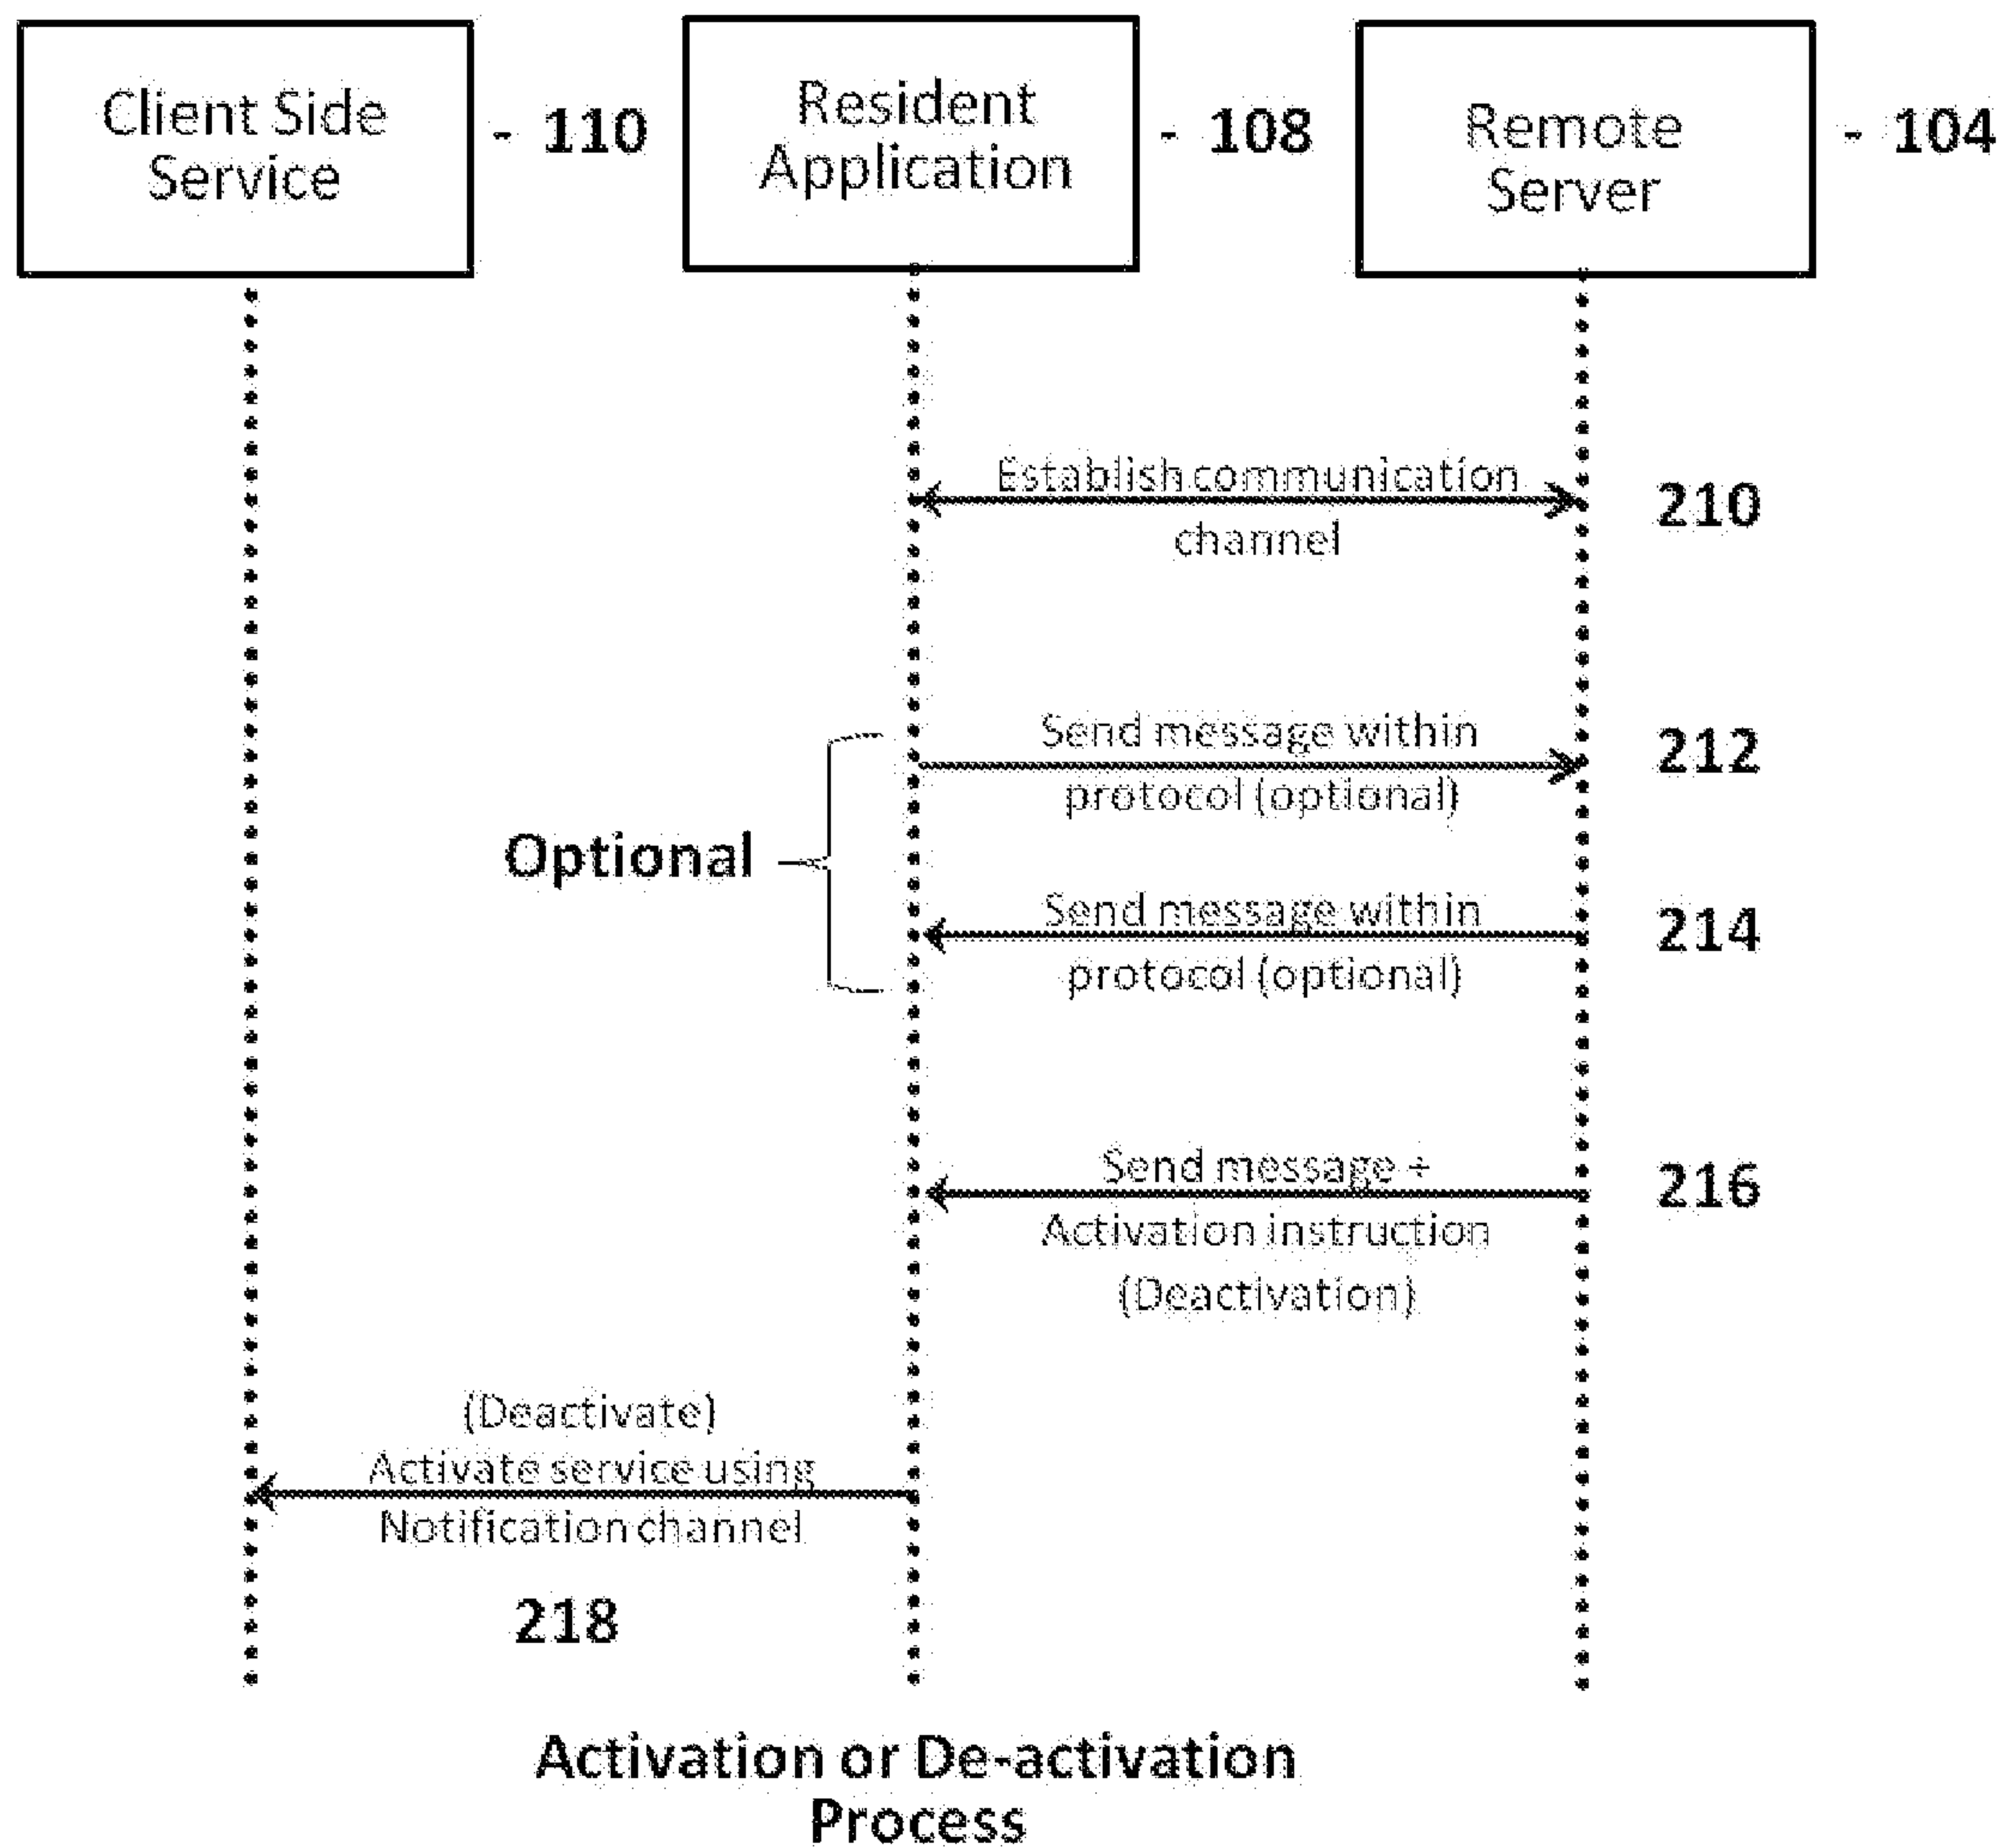 Client Side
Service
- 110
Resident
Application
- 108
Remote
Server
- 104
Establish communication
channel
210
Send message within
protocol (optional)
212
Optional
Send message within
protocol (optional)
214
Send message +
Activation instruction
(Deactivation)
216
(Deactivate)
Activate service using
Notification channel
218
Activation or De-activation
Process